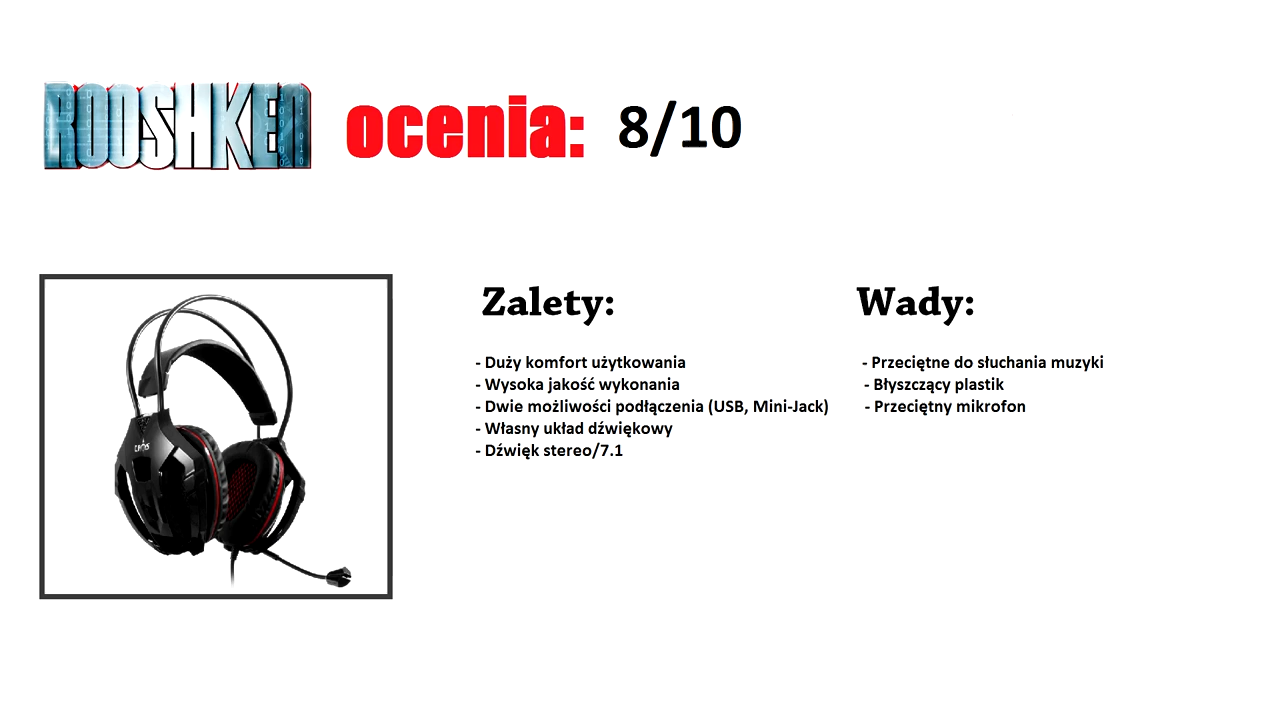 ROOSHKEN ocenia: 8/10
Zalety:
- Duży komfort użytkowania
- Wysoka jakość wykonania
- Dwie możliwości podłączenia (USB, Mini-Jack)
- Własny układ dźwiękowy
- Dźwięk stereo/7.1
Wady:
- Przeciętne do słuchania muzyki
- Błyszczący plastik
- Przeciętny mikrofon